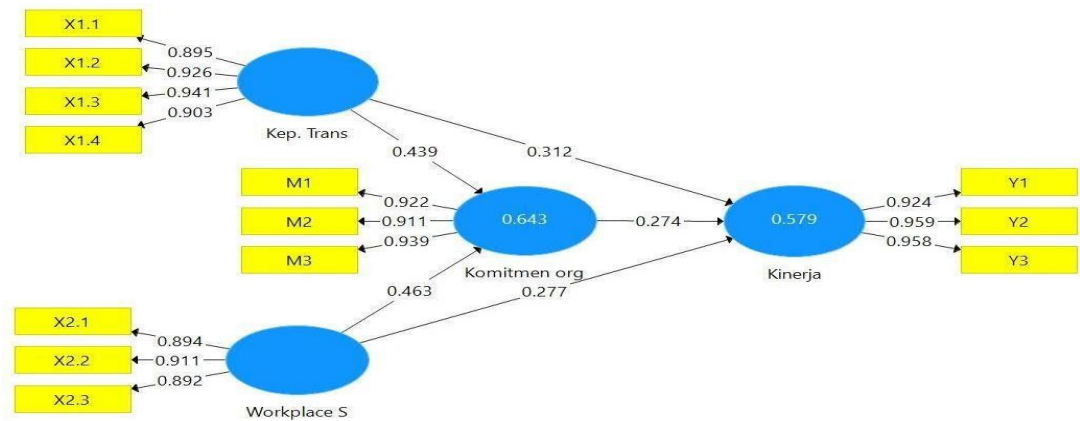 X1.1
0.895
X1.2
0.926
X1.3
0.941
X1.4
0.903
Kep. Trans
0.439
0.312
M1
0.922
M2
0.911
M3
0.939
0.643
Komitmen org
0.274
0.579
Kinerja
0.924
Y1
0.959
Y2
0.958
Y3
0.463
0.277
X2.1
0.894
X2.2
0.911
X2.3
0.892
Workplace S